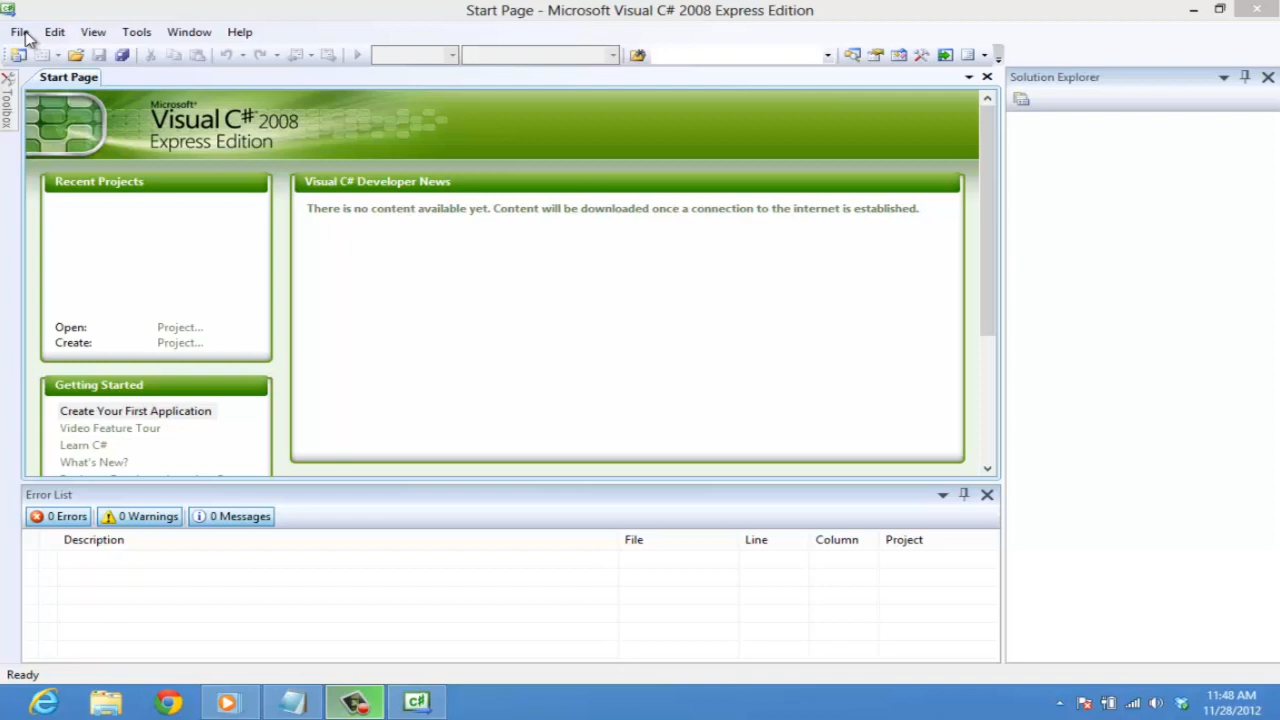 Start Page - Microsoft Visual C# 2008 Express Edition
File Edit View Tools Window Help
Toolbox
Start Page
Solution Explorer
Microsoft®
Visual C# 2008
Express Edition
Recent Projects
Open: Project...
Create: Project...
Getting Started
Create Your First Application
Video Feature Tour
Learn C#
What's New?
Visual C# Developer News
There is no content available yet. Content will be downloaded once a connection to the internet is established.
Error List
0 Errors 0 Warnings 0 Messages
Description File Line Column Project
Ready
11:48 AM
11/28/2012